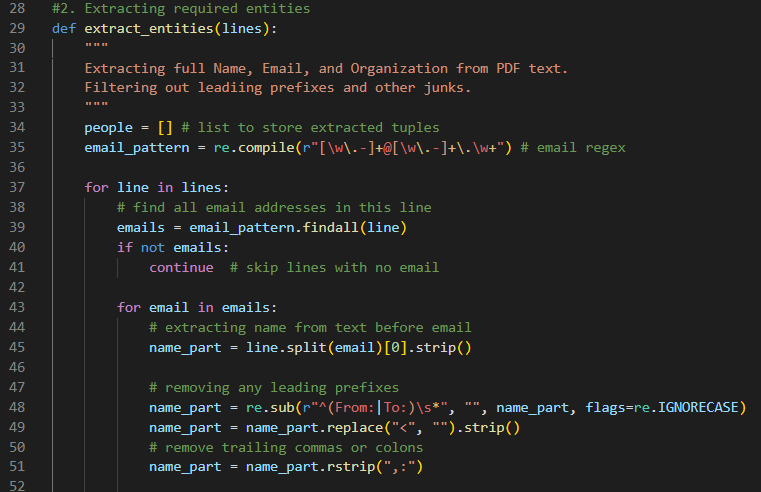 28 #2. Extracting required entities
29 def extract_entities(lines):
30     """
31     Extracting full Name, Email, and Organization from PDF text.
32     Filtering out leadiing prefixes and other junks.
33     """
34     people = [] # list to store extracted tuples
35     email_pattern = re.compile(r"[\w\.-]+@[\w\.-]+\.\w+") # email regex
36
37     for line in lines:
38         # find all email addresses in this line
39         emails = email_pattern.findall(line)
40         if not emails:
41             continue  # skip lines with no email
42
43         for email in emails:
44             # extracting name from text before email
45             name_part = line.split(email)[0].strip()
46
47             # removing any leading prefixes
48             name_part = re.sub(r"^(From:|To:)\s*", "", name_part, flags=re.IGNORECASE)
49             name_part = name_part.replace("<", "").strip()
50             # remove trailing commas or colons
51             name_part = name_part.rstrip(",:")
52